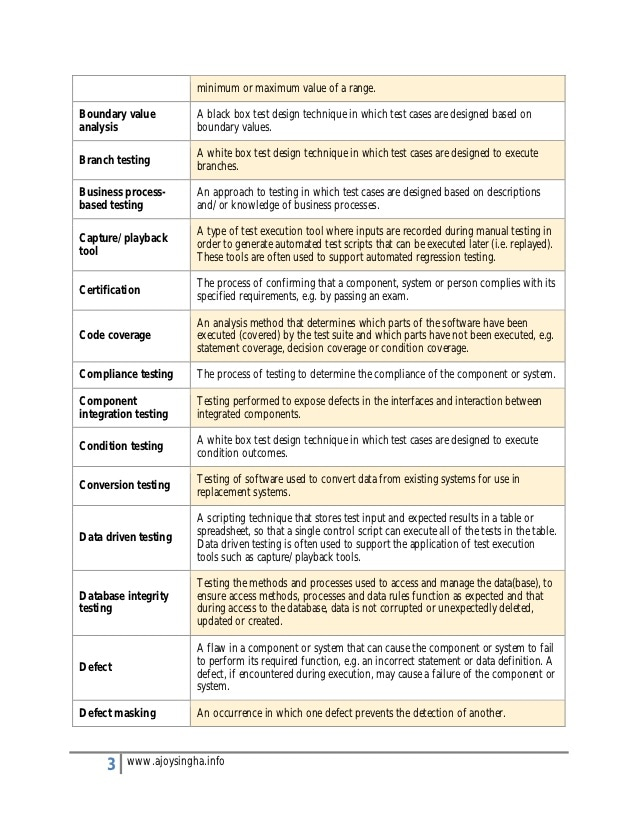 minimum or maximum value of a range.
Boundary value
analysis
A black box test design technique in which test cases are designed based on
boundary values.
Branch testing
A white box test design technique in which test cases are designed to execute
branches.
Business process-
based testing
An approach to testing in which test cases are designed based on descriptions
and/or knowledge of business processes.
Capture/playback
tool
A type of test execution tool where inputs are recorded during manual testing in
order to generate automated test scripts that can be executed later (i.e. replayed).
These tools are often used to support automated regression testing.
Certification
The process of confirming that a component, system or person complies with its
specified requirements, e.g. by passing an exam.
Code coverage
An analysis method that determines which parts of the software have been
executed (covered) by the test suite and which parts have not been executed, e.g.
statement coverage, decision coverage or condition coverage.
Compliance testing
The process of testing to determine the compliance of the component or system.
Component
integration testing
Testing performed to expose defects in the interfaces and interaction between
integrated components.
Condition testing
A white box test design technique in which test cases are designed to execute
condition outcomes.
Conversion testing
Testing of software used to convert data from existing systems for use in
replacement systems.
Data driven testing
A scripting technique that stores test input and expected results in a table or
spreadsheet, so that a single control script can execute all of the tests in the table.
Data driven testing is often used to support the application of test execution
tools such as capture/playback tools.
Database integrity
testing
Testing the methods and processes used to access and manage the data(base), to
ensure access methods, processes and data rules function as expected and that
during access to the database, data is not corrupted or unexpectedly deleted,
updated or created.
Defect
A flaw in a component or system that can cause the component or system to fail
to perform its required function, e.g. an incorrect statement or data definition. A
defect, if encountered during execution, may cause a failure of the component or
system.
Defect masking
An occurrence in which one defect prevents the detection of another.
3 www.ajoysingha.info